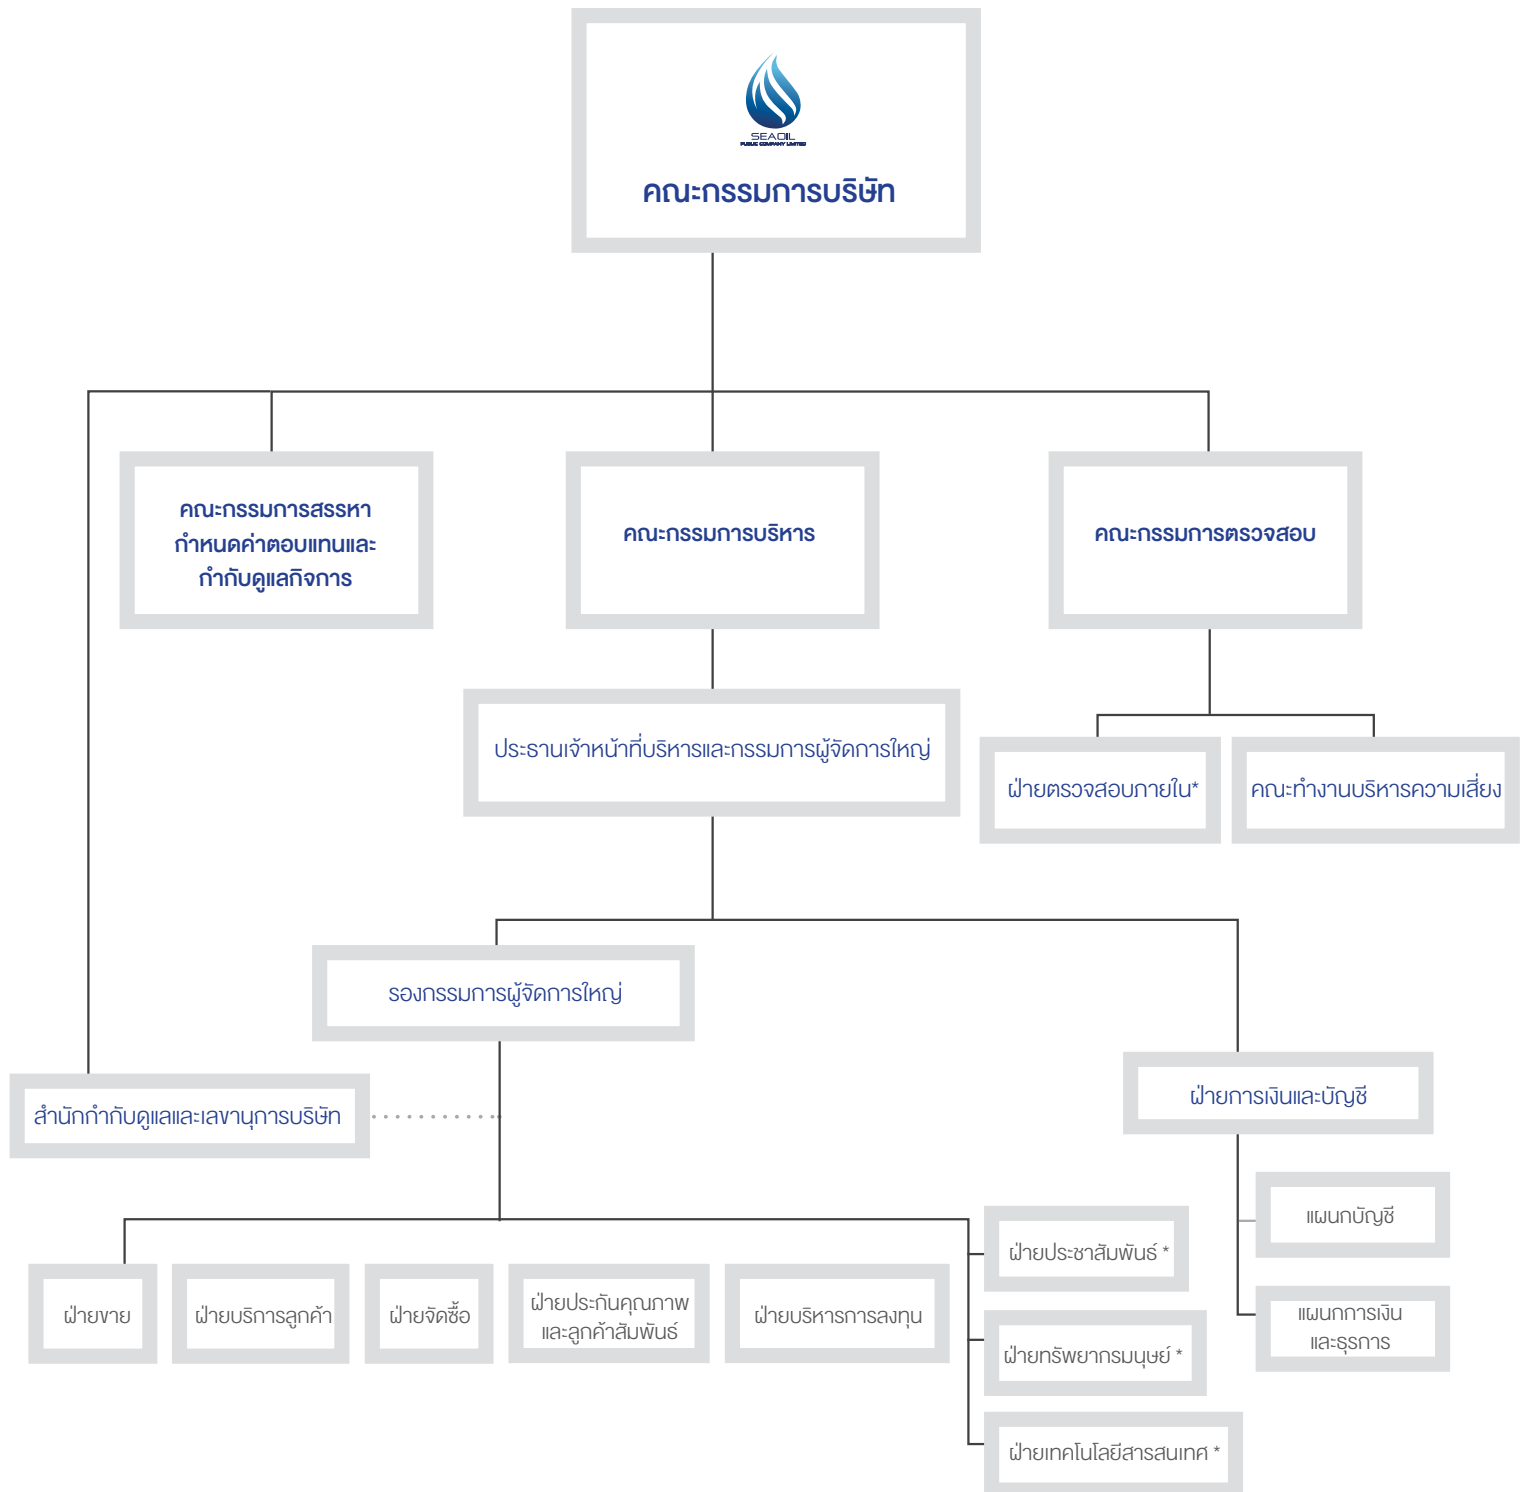 SEAOIL
PUBLIC COMPANY LIMITED
คณะกรรมการบริษัท
คณะกรรมการสรรหา
กำหนดค่าตอบแทนและ
กำกับดูแลกิจการ
คณะกรรมการบริหาร
คณะกรรมการตรวจสอบ
ประธานเจ้าหน้าที่บริหารและกรรมการผู้จัดการใหญ่
ฝ่ายตรวจสอบภายใน*
คณะทำงานบริหารความเสี่ยง
รองกรรมการผู้จัดการใหญ่
สำนักกำกับดูแลและเลขานุการบริษัท
ฝ่ายการเงินและบัญชี
แผนกบัญชี
แผนกการเงิน
และธุรการ
ฝ่ายขาย
ฝ่ายบริการลูกค้า
ฝ่ายจัดซื้อ
ฝ่ายประกันคุณภาพ
และลูกค้าสัมพันธ์
ฝ่ายบริหารการลงทุน
ฝ่ายประชาสัมพันธ์ *
ฝ่ายทรัพยากรมนุษย์ *
ฝ่ายเทคโนโลยีสารสนเทศ *